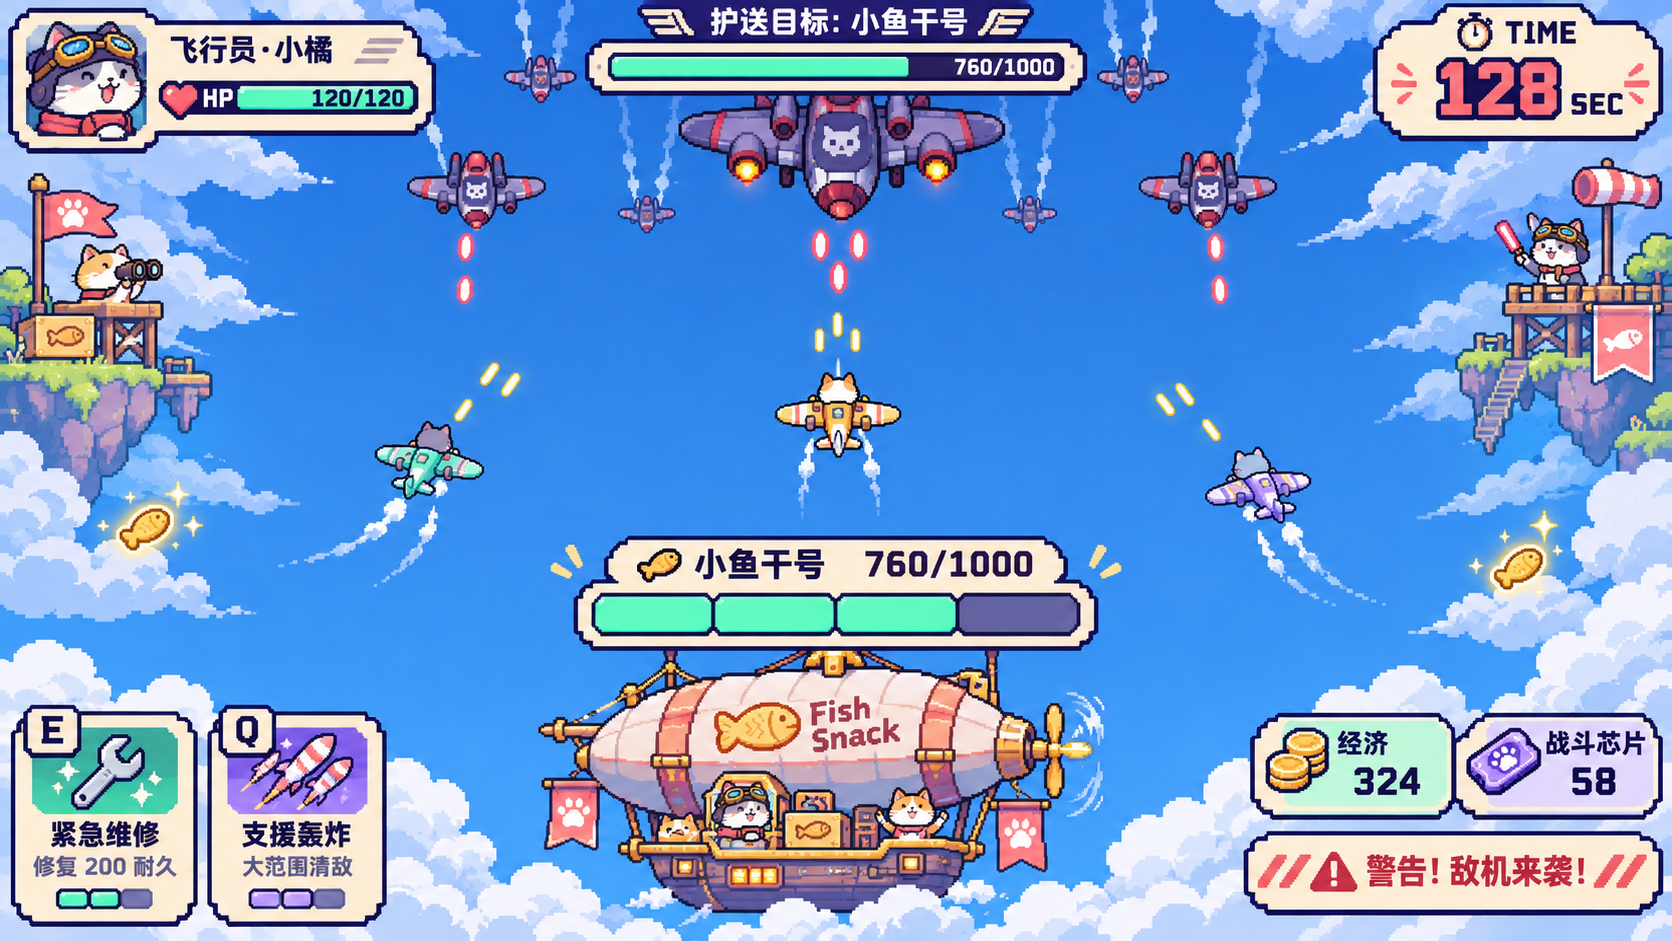 飞行员·小橘
HP 120/120
护送目标: 小鱼干号
760/1000
TIME
128 SEC
小鱼干号 760/1000
Fish
Snack
E
紧急维修
修复 200 耐久
Q
支援轰炸
大范围清敌
经济
324
战斗芯片
58
警告! 敌机来袭!